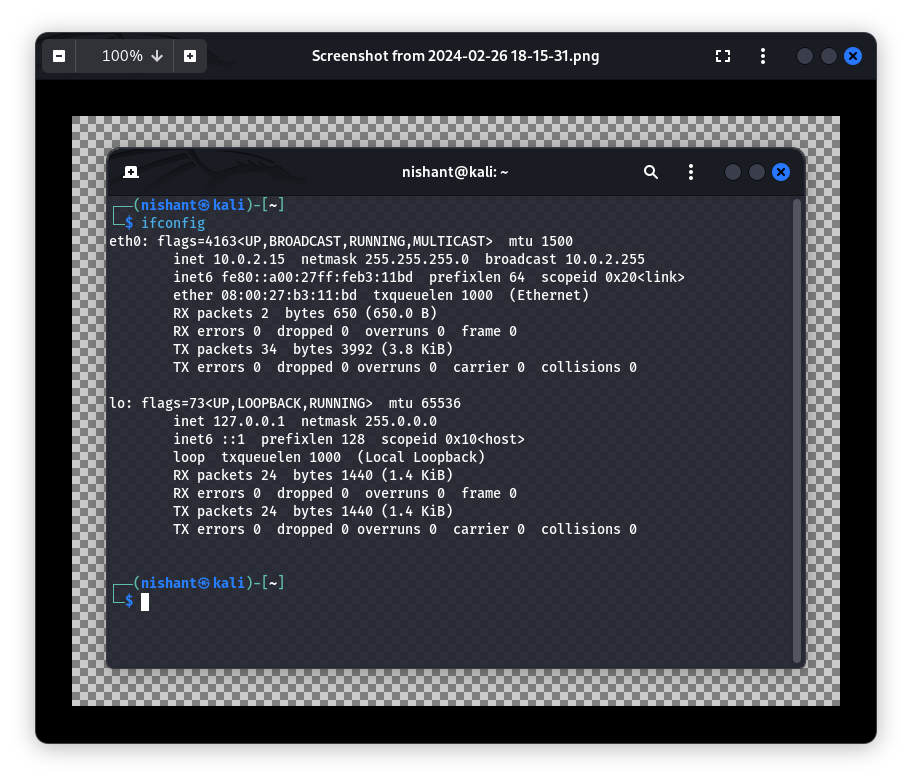 100%
Screenshot from 2024-02-26 18-15-31.png
nishant@kali: ~
┌──(nishant㉿kali)-[~]
└─$ ifconfig
eth0: flags=4163<UP,BROADCAST,RUNNING,MULTICAST>  mtu 1500
        inet 10.0.2.15  netmask 255.255.255.0  broadcast 10.0.2.255
        inet6 fe80::a00:27ff:feb3:11bd  prefixlen 64  scopeid 0x20<link>
        ether 08:00:27:b3:11:bd  txqueuelen 1000  (Ethernet)
        RX packets 2  bytes 650 (650.0 B)
        RX errors 0  dropped 0  overruns 0  frame 0
        TX packets 34  bytes 3992 (3.8 KiB)
        TX errors 0  dropped 0 overruns 0  carrier 0  collisions 0

lo: flags=73<UP,LOOPBACK,RUNNING>  mtu 65536
        inet 127.0.0.1  netmask 255.0.0.0
        inet6 ::1  prefixlen 128  scopeid 0x10<host>
        loop  txqueuelen 1000  (Local Loopback)
        RX packets 24  bytes 1440 (1.4 KiB)
        RX errors 0  dropped 0  overruns 0  frame 0
        TX packets 24  bytes 1440 (1.4 KiB)
        TX errors 0  dropped 0 overruns 0  carrier 0  collisions 0

┌──(nishant㉿kali)-[~]
└─$